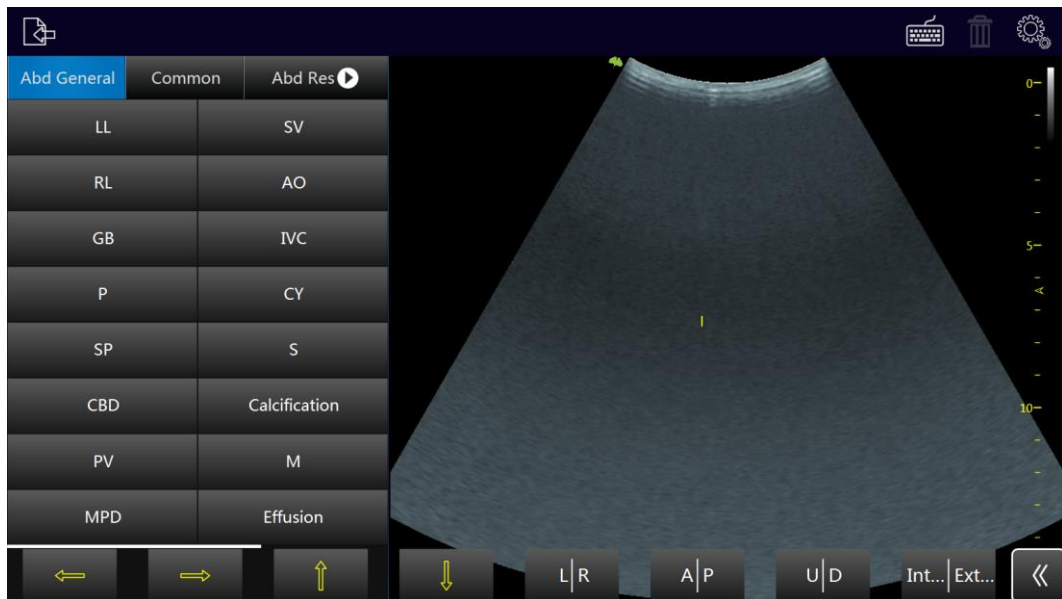 Abd General Common Abd Res
LL SV
RL AO
GB IVC
P CY
SP S
CBD Calcification
PV M
MPD Effusion
L|R A|P U|D Int...|Ext...
0
5
10